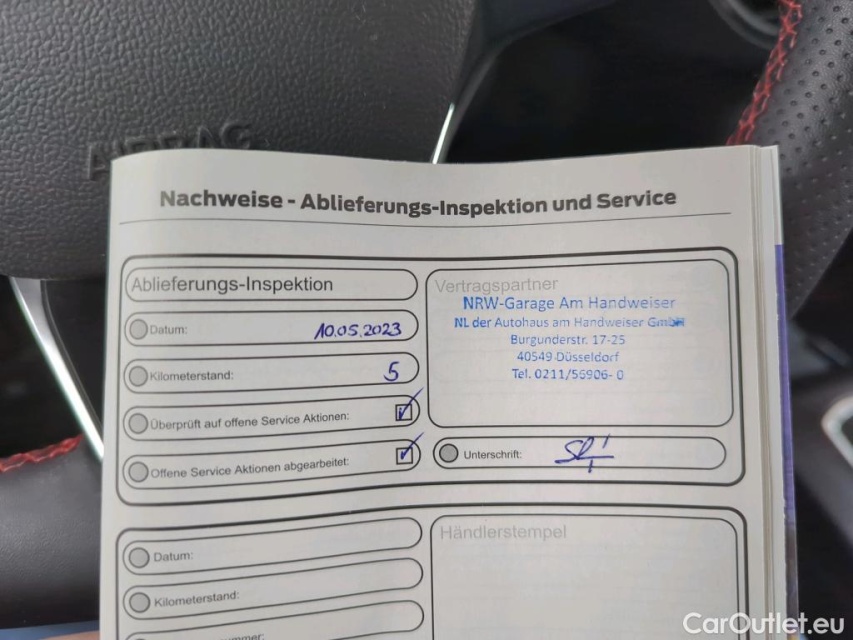 AIRBAG
Nachweise - Ablieferungs-Inspektion und Service
Ablieferungs-Inspektion
Datum: 10.05.2023
Kilometerstand: 5
Überprüft auf offene Service Aktionen:
Offene Service Aktionen abgearbeitet:
Vertragspartner
NRW-Garage Am Handweiser
NL der Autohaus am Handweiser GmbH
Burgunderstr. 17-25
40549 Düsseldorf
Tel. 0211/56906- 0
Unterschrift:
Datum:
Kilometerstand:
Händlerstempel
CarOutlet.eu